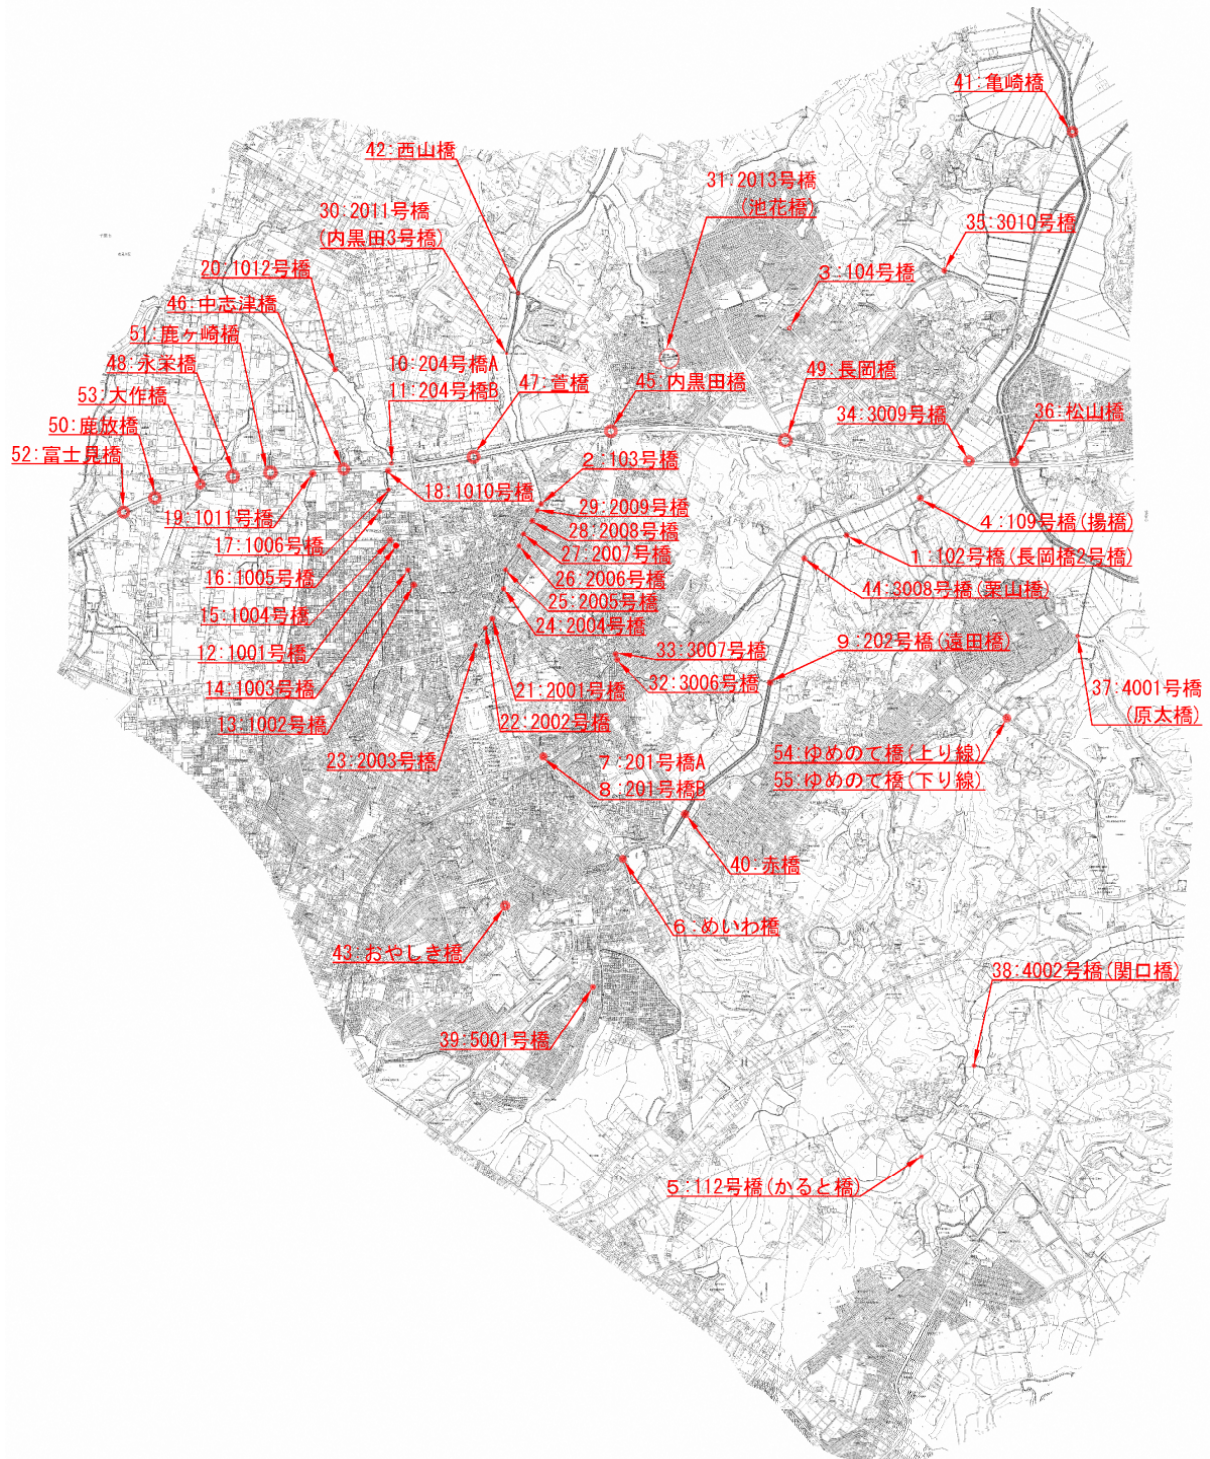 41:亀崎橋
42:西山橋
31:2013号橋
(池花橋)
30:2011号橋
(内黒田3号橋)
35:3010号橋
20:1012号橋
3:104号橋
46:中志津橋
51:鹿ヶ崎橋
48:永栄橋
10:204号橋A
11:204号橋B
47:萱橋
45:内黒田橋
49:長岡橋
53:大作橋
34:3009号橋
36:松山橋
50:鹿放橋
52:富士見橋
2:103号橋
18:1010号橋
29:2009号橋
19:1011号橋
4:109号橋(揚橋)
28:2008号橋
17:1006号橋
27:2007号橋
1:102号橋(長岡橋2号橋)
16:1005号橋
26:2006号橋
44:3008号橋(栗山橋)
25:2005号橋
15:1004号橋
24:2004号橋
9:202号橋(遠田橋)
12:1001号橋
33:3007号橋
32:3006号橋
14:1003号橋
21:2001号橋
37:4001号橋
(原太橋)
13:1002号橋
22:2002号橋
23:2003号橋
7:201号橋A
8:201号橋B
54:ゆめのて橋(上り線)
55:ゆめのて橋(下り線)
40:赤橋
6:めいわ橋
43:おやしき橋
38:4002号橋(関口橋)
39:5001号橋
5:112号橋(かると橋)